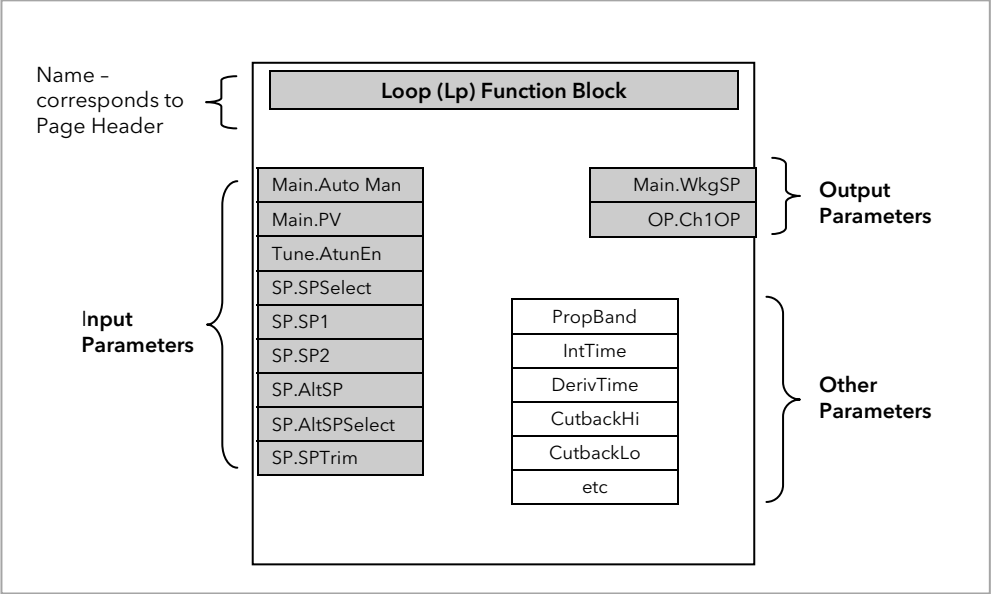 Name –
corresponds to
Page Header
Loop (Lp) Function Block
Input
Parameters
Main.Auto Man
Main.PV
Tune.AtunEn
SP.SPSelect
SP.SP1
SP.SP2
SP.AltSP
SP.AltSPSelect
SP.SPTrim
Main.WkgSP
OP.Ch1OP
Output
Parameters
PropBand
IntTime
DerivTime
CutbackHi
CutbackLo
etc
Other
Parameters